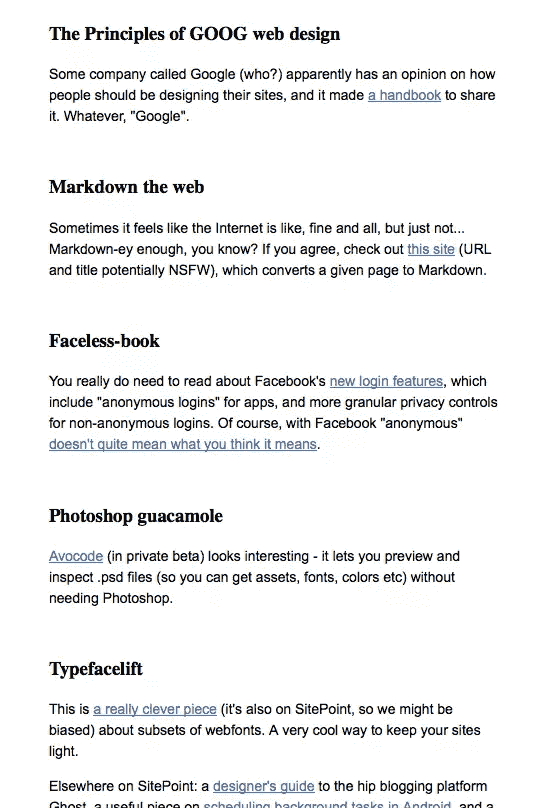 The Principles of GOOG web design
Some company called Google (who?) apparently has an opinion on how
people should be designing their sites, and it made a handbook to share
it. Whatever, "Google".
Markdown the web
Sometimes it feels like the Internet is like, fine and all, but just not...
Markdown-ey enough, you know? If you agree, check out this site (URL
and title potentially NSFW), which converts a given page to Markdown.
Faceless-book
You really do need to read about Facebook's new login features, which
include "anonymous logins" for apps, and more granular privacy controls
for non-anonymous logins. Of course, with Facebook "anonymous"
doesn't quite mean what you think it means.
Photoshop guacamole
Avocode (in private beta) looks interesting - it lets you preview and
inspect .psd files (so you can get assets, fonts, colors etc) without
needing Photoshop.
Typefacelift
This is a really clever piece (it's also on SitePoint, so we might be
biased) about subsets of webfonts. A very cool way to keep your sites
light.
Elsewhere on SitePoint: a designer's guide to the hip blogging platform
Ghost, a useful piece on scheduling background tasks in Android, and a